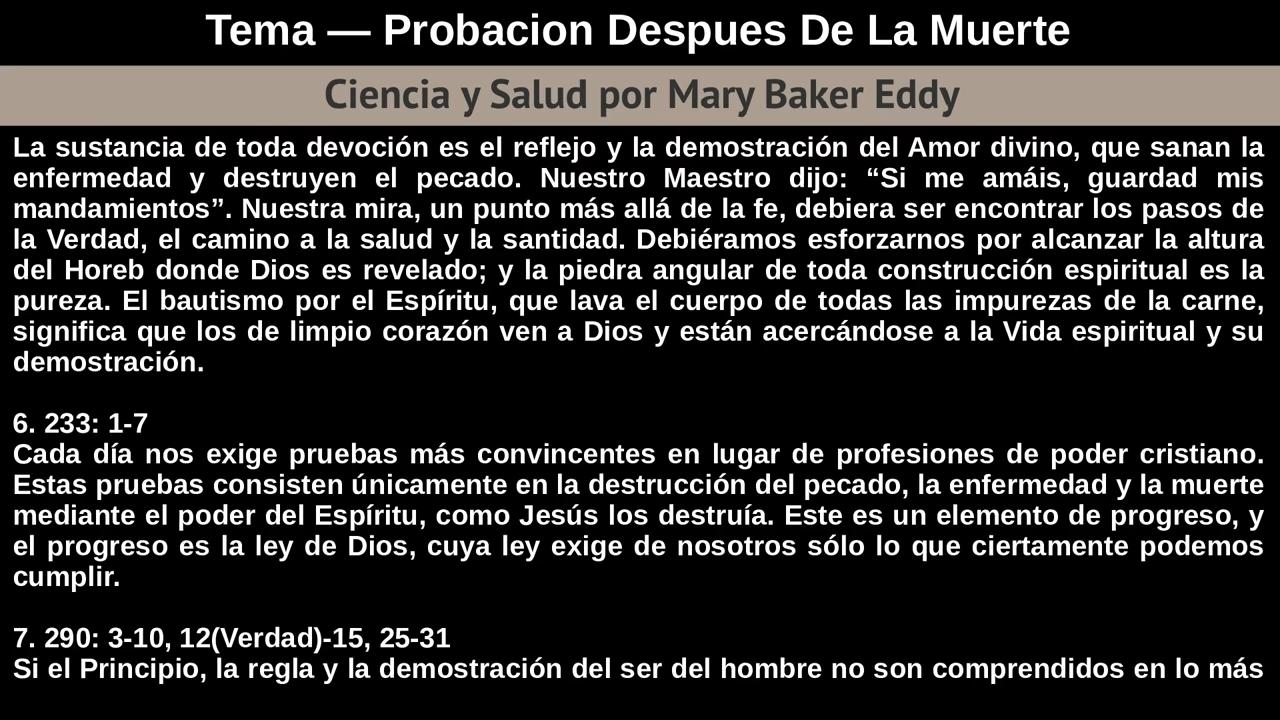 Tema — Probacion Despues De La Muerte
Ciencia y Salud por Mary Baker Eddy
La sustancia de toda devoción es el reflejo y la demostración del Amor divino, que sanan la
enfermedad y destruyen el pecado. Nuestro Maestro dijo: “Si me amáis, guardad mis
mandamientos”. Nuestra mira, un punto más allá de la fe, debiera ser encontrar los pasos de
la Verdad, el camino a la salud y la santidad. Debiéramos esforzarnos por alcanzar la altura
del Horeb donde Dios es revelado; y la piedra angular de toda construcción espiritual es la
pureza. El bautismo por el Espíritu, que lava el cuerpo de todas las impurezas de la carne,
significa que los de limpio corazón ven a Dios y están acercándose a la Vida espiritual y su
demostración.
6. 233: 1-7
Cada día nos exige pruebas más convincentes en lugar de profesiones de poder cristiano.
Estas pruebas consisten únicamente en la destrucción del pecado, la enfermedad y la muerte
mediante el poder del Espíritu, como Jesús los destruía. Este es un elemento de progreso, y
el progreso es la ley de Dios, cuya ley exige de nosotros sólo lo que ciertamente podemos
cumplir.
7. 290: 3-10, 12(Verdad)-15, 25-31
Si el Principio, la regla y la demostración del ser del hombre no son comprendidos en lo más